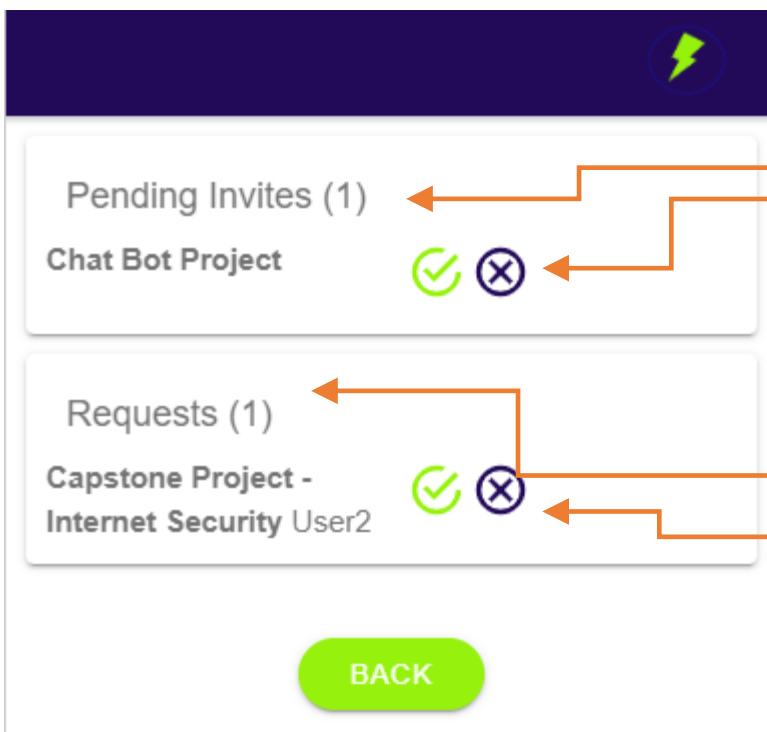 Pending Invites (1)
Chat Bot Project
Requests (1)
Capstone Project -
Internet Security User2
BACK